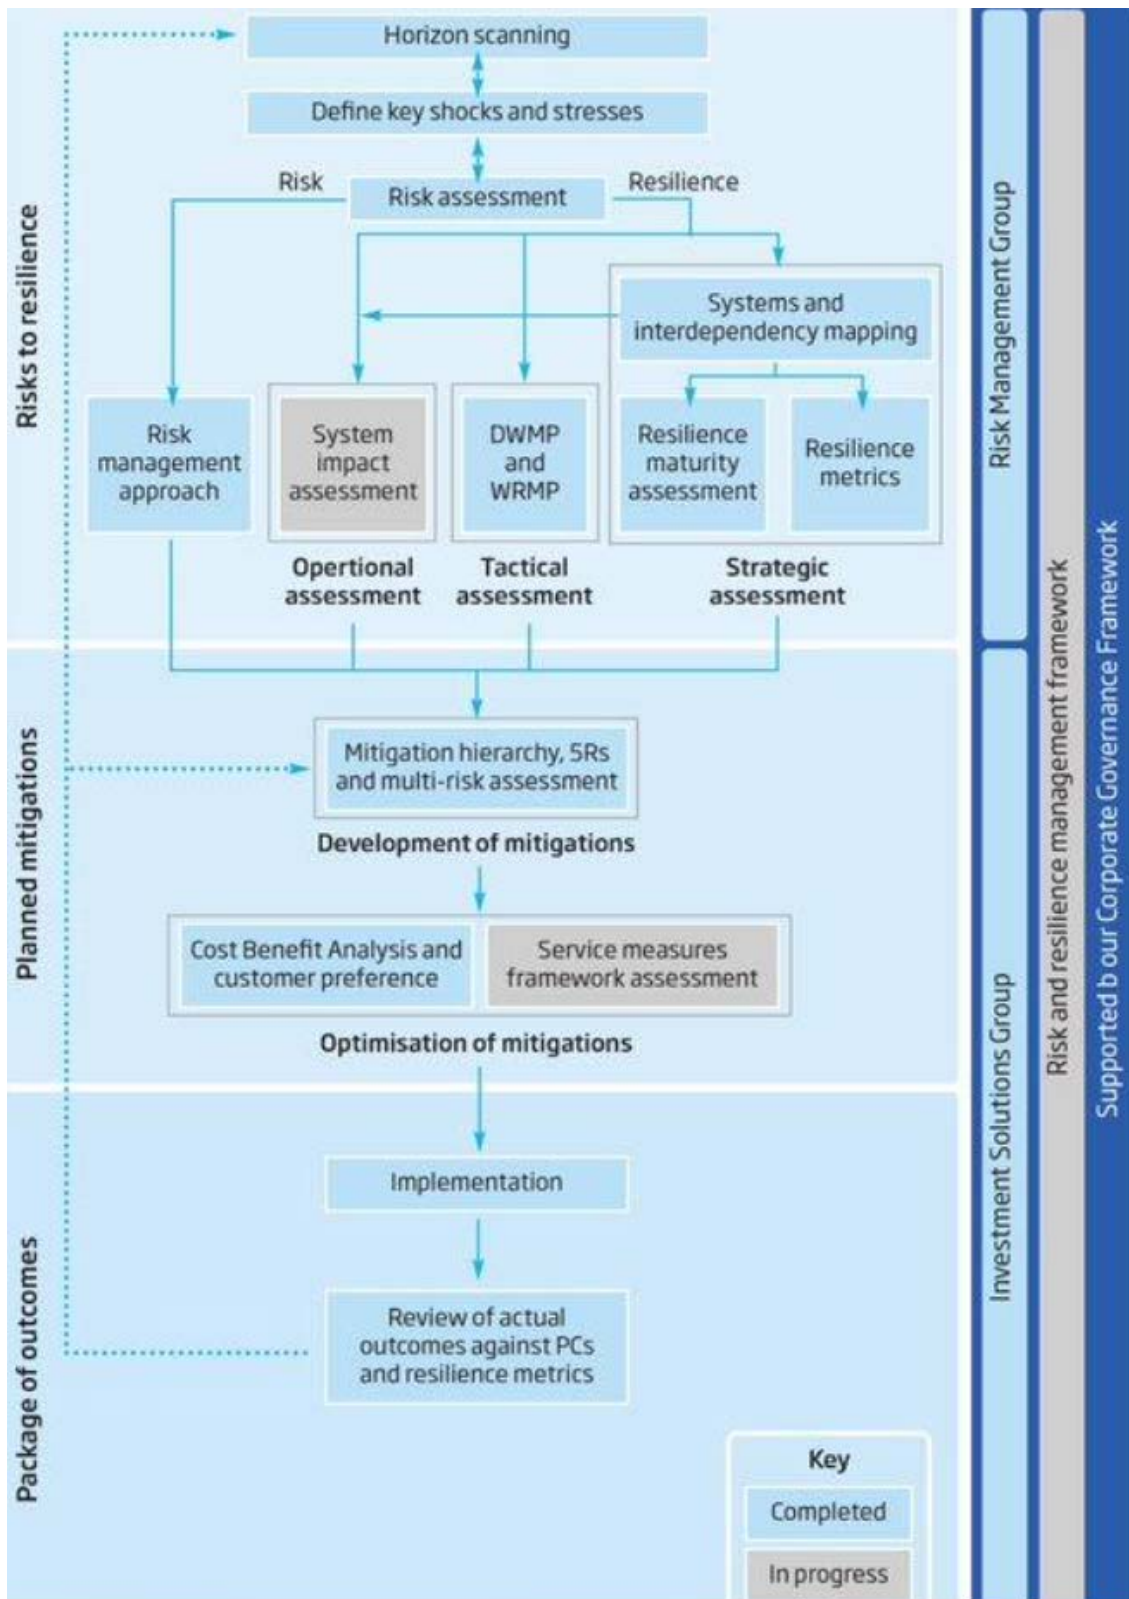 Horizon scanning
Define key shocks and stresses
Risk
Risk assessment
Resilience
Systems and
interdependency mapping
Risk
management
approach
System
impact
assessment
DWMP
and
WRMP
Resilience
maturity
assessment
Resilience
metrics
Opertional
assessment
Tactical
assessment
Strategic
assessment
Risks to resilience
Mitigation hierarchy, 5Rs
and multi-risk assessment
Development of mitigations
Cost Benefit Analysis and
customer preference
Service measures
framework assessment
Optimisation of mitigations
Planned mitigations
Implementation
Review of actual
outcomes against PCs
and resilience metrics
Package of outcomes
Key
Completed
In progress
Risk Management Group
Investment Solutions Group
Risk and resilience management framework
Supported b our Corporate Governance Framework